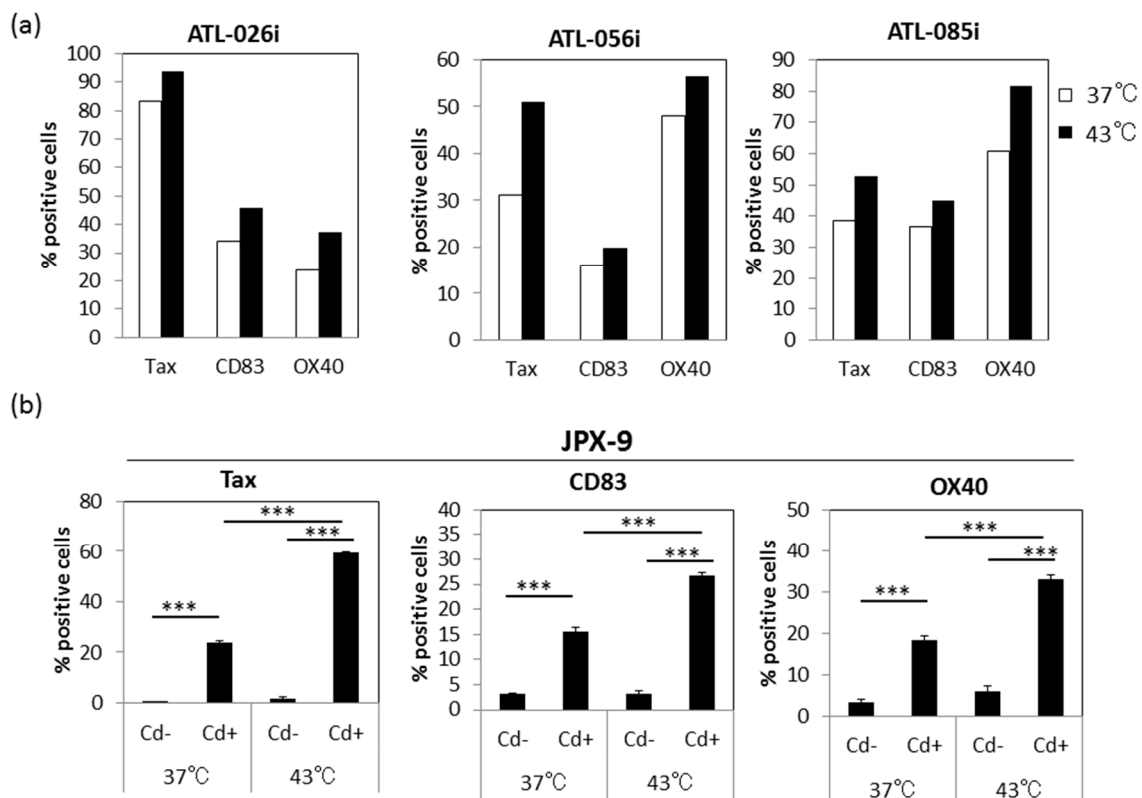 (a)
ATL-026i
ATL-056i
ATL-085i
% positive cells
100
90
80
70
60
50
40
30
20
10
0
Tax CD83 OX40
% positive cells
60
50
40
30
20
10
0
Tax CD83 OX40
% positive cells
90
80
70
60
50
40
30
20
10
0
Tax CD83 OX40
37℃
43℃
(b)
JPX-9
Tax
% positive cells
80
60
40
20
0
***
***
***
Cd- Cd+ Cd- Cd+
37℃ 43℃
CD83
% positive cells
40
35
30
25
20
15
10
5
0
***
***
***
Cd- Cd+ Cd- Cd+
37℃ 43℃
OX40
% positive cells
50
40
30
20
10
0
***
***
***
Cd- Cd+ Cd- Cd+
37℃ 43℃